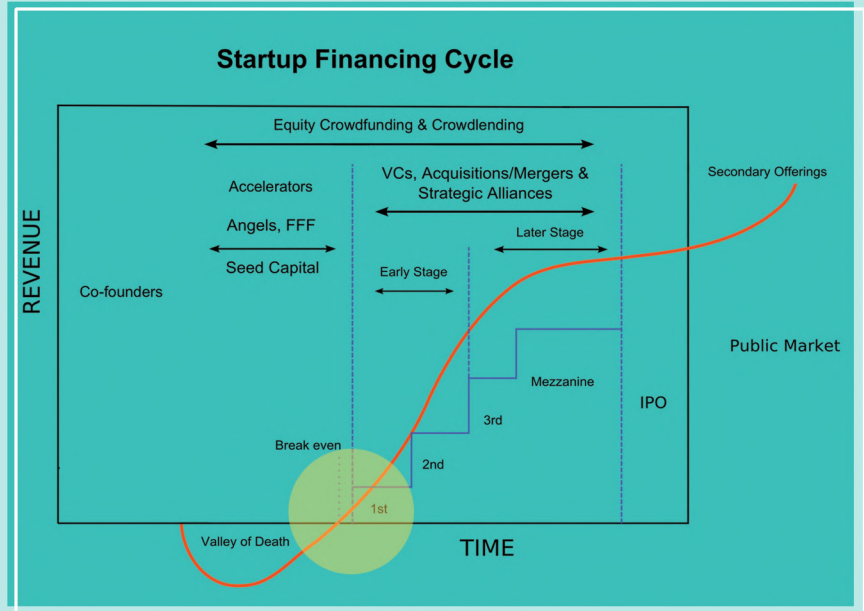 Startup Financing Cycle
Equity Crowdfunding & Crowdlending
Accelerators
Angels, FFF
Seed Capital
VCs, Acquisitions/Mergers &
Strategic Alliances
Later Stage
Early Stage
Secondary Offerings
REVENUE
Co-founders
Public Market
Mezzanine
IPO
3rd
Break even
2nd
1st
Valley of Death
TIME